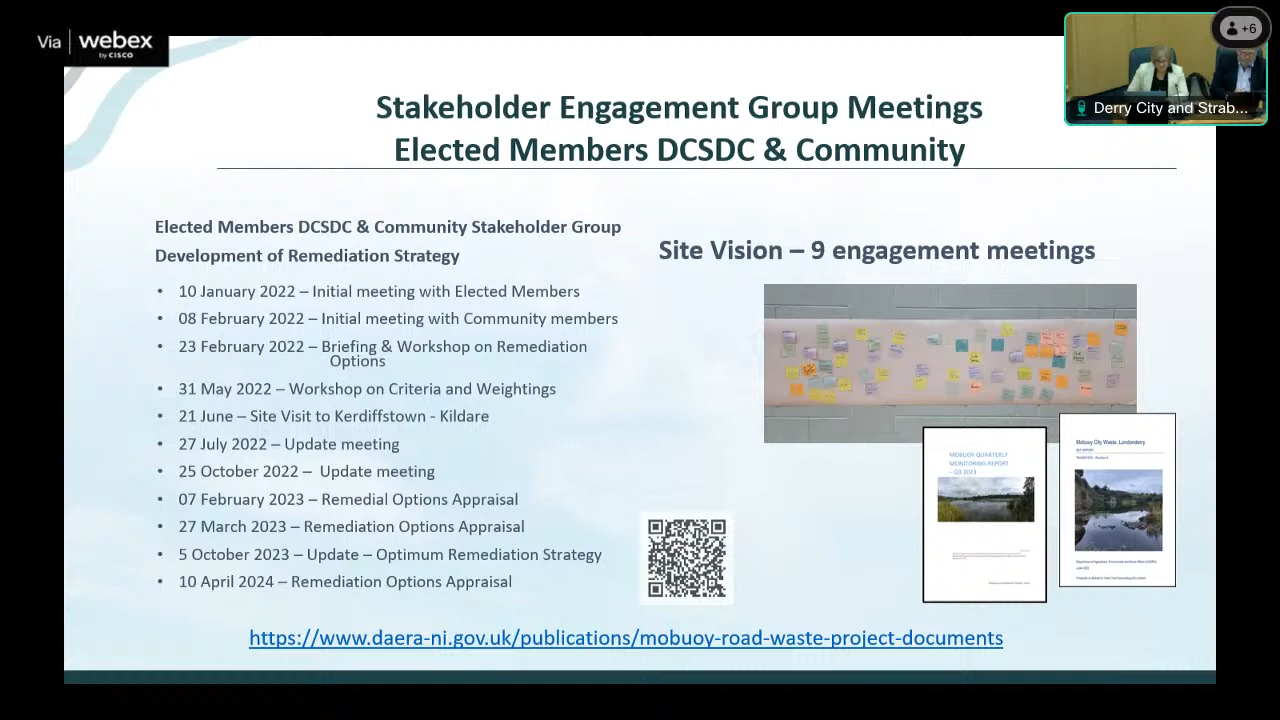 Via webex
by CISCO
+6
Derry City and Strab...
Stakeholder Engagement Group Meetings
Elected Members DCSDC & Community
Elected Members DCSDC & Community Stakeholder Group
Development of Remediation Strategy
• 10 January 2022 – Initial meeting with Elected Members
• 08 February 2022 – Initial meeting with Community members
• 23 February 2022 – Briefing & Workshop on Remediation
Options
• 31 May 2022 – Workshop on Criteria and Weightings
• 21 June – Site Visit to Kerdiffstown - Kildare
• 27 July 2022 – Update meeting
• 25 October 2022 – Update meeting
• 07 February 2023 – Remedial Options Appraisal
• 27 March 2023 – Remediation Options Appraisal
• 5 October 2023 – Update – Optimum Remediation Strategy
• 10 April 2024 – Remediation Options Appraisal
Site Vision – 9 engagement meetings
MOBUOY QUARTERLY
MONITORING REPORT
– Q3 2023
Mobuoy City Waste, Londonderry
https://www.daera-ni.gov.uk/publications/mobuoy-road-waste-project-documents